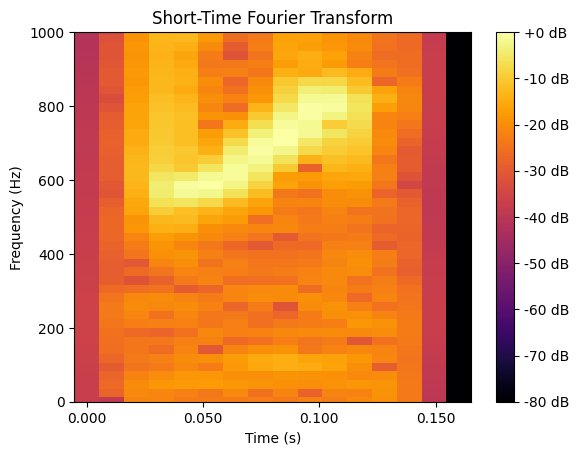 Short-Time Fourier Transform
1000
800
600
400
200
0
Frequency (Hz)
0.000
0.050
0.100
0.150
Time (s)
+0 dB
-10 dB
-20 dB
-30 dB
-40 dB
-50 dB
-60 dB
-70 dB
-80 dB